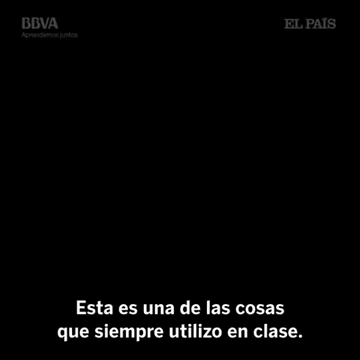 BBVA
EL PAÍS
Aprendemos juntos
Esta es una de las cosas
que siempre utilizo en clase.